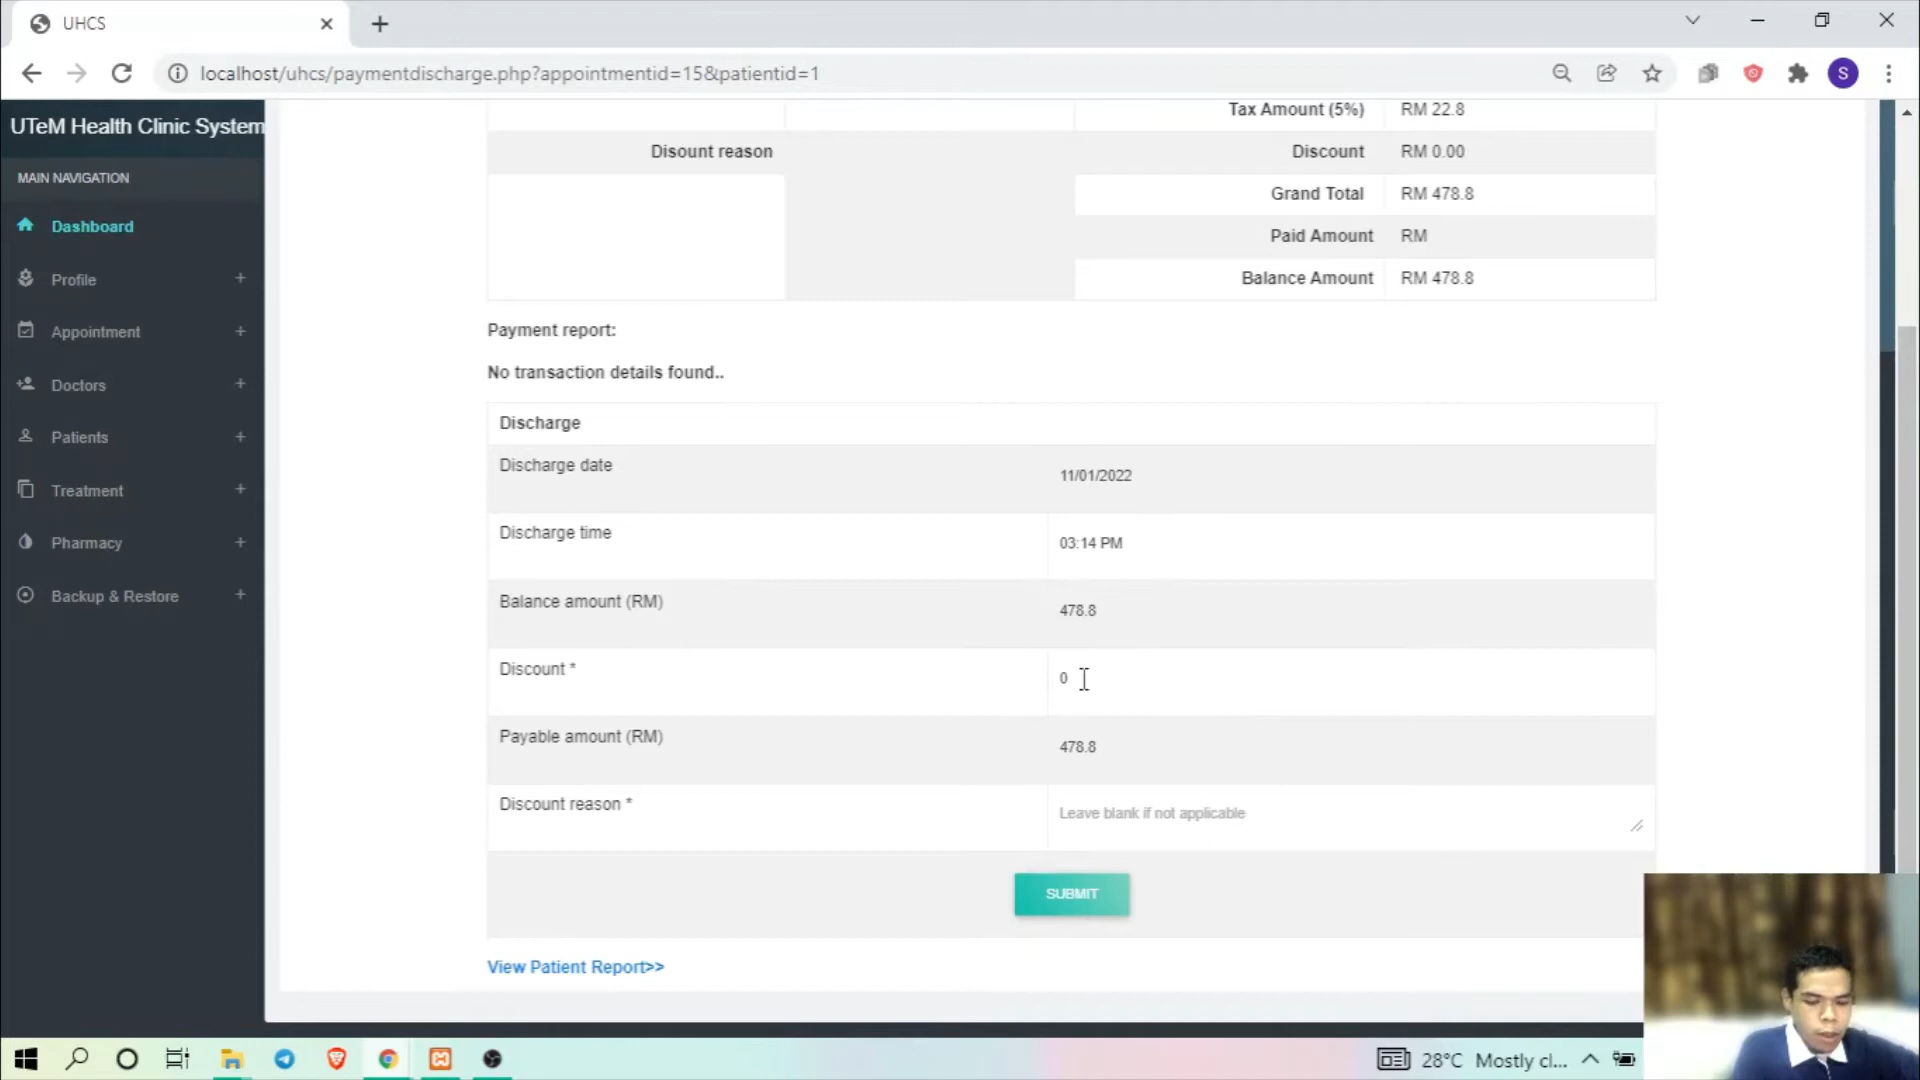 UHCS
localhost/uhcs/paymentdischarge.php?appointmentid=15&patientid=1
S
UTeM Health Clinic System
MAIN NAVIGATION
Dashboard
Profile +
Appointment +
Doctors +
Patients +
Treatment +
Pharmacy +
Backup & Restore +
Tax Amount (5%) RM 22.8
Disount reason Discount RM 0.00
Grand Total RM 478.8
Paid Amount RM
Balance Amount RM 478.8
Payment report:
No transaction details found..
Discharge
Discharge date 11/01/2022
Discharge time 03:14 PM
Balance amount (RM) 478.8
Discount * 0
Payable amount (RM) 478.8
Discount reason * Leave blank if not applicable
SUBMIT
View Patient Report>>
28°C Mostly cl...